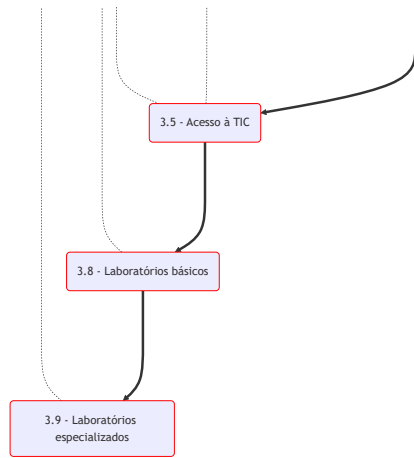 3.5 - Acesso à TIC
3.8 - Laboratórios básicos
3.9 - Laboratórios
especializados